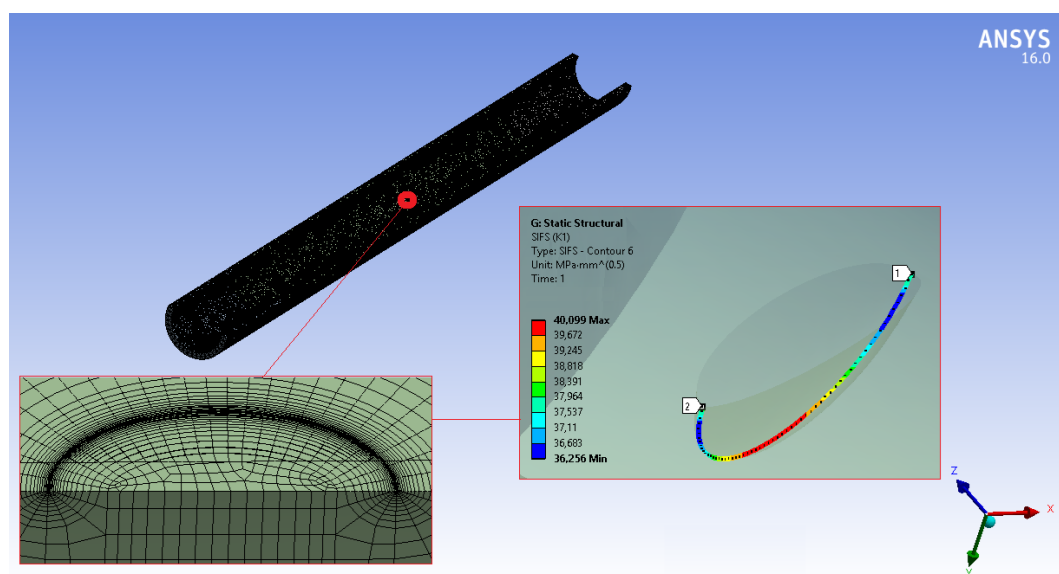 ANSYS
16.0
G: Static Structural
SIFS (K1)
Type: SIFS - Contour 6
Unit: MPa·mm^(0.5)
Time: 1
40,099 Max
39,672
39,245
38,818
38,391
37,964
37,537
37,11
36,683
36,256 Min
1
2
Z
X
Y